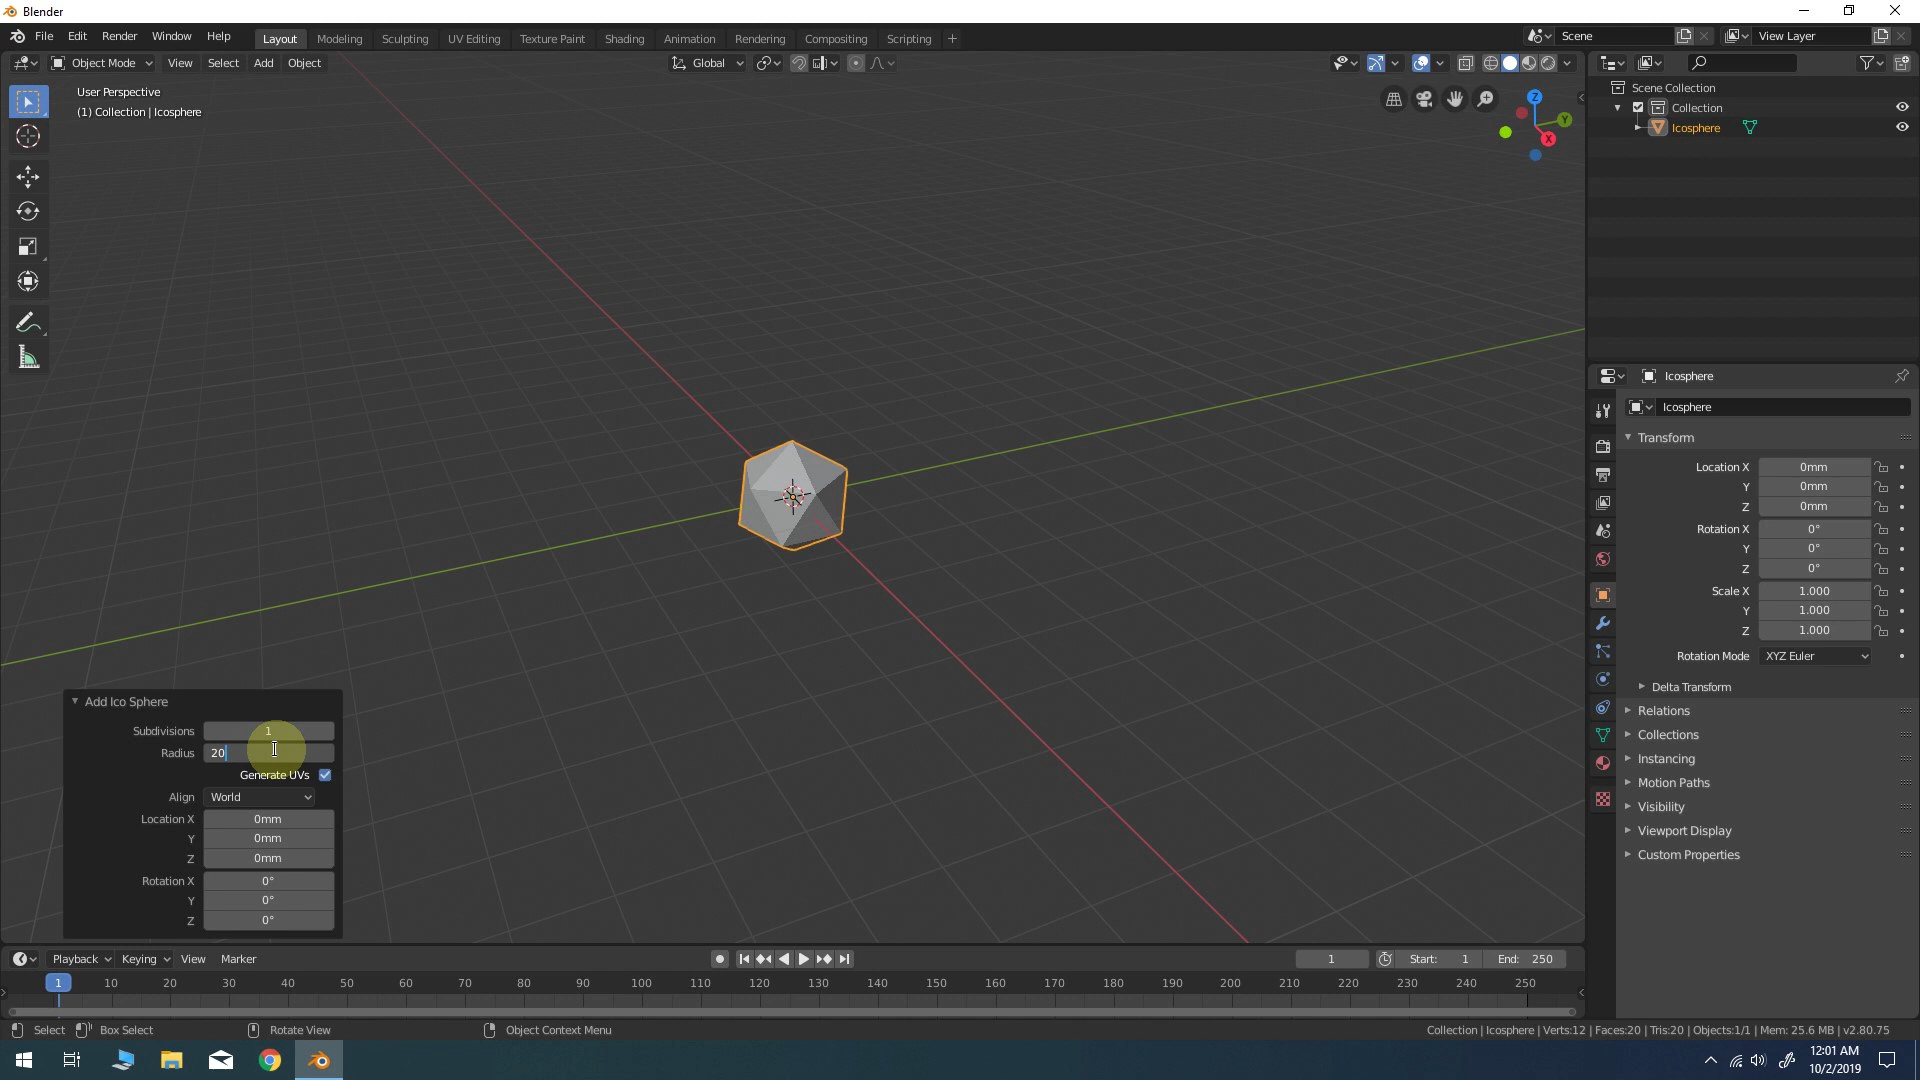 Blender
File Edit Render Window Help
Layout Modeling Sculpting UV Editing Texture Paint Shading Animation Rendering Compositing Scripting +
Scene
View Layer
Object Mode View Select Add Object
Global
User Perspective
(1) Collection | Icosphere
Z
Y
X
Scene Collection
Collection
Icosphere
Icosphere
Icosphere
Transform
Location X 0mm
Y 0mm
Z 0mm
Rotation X 0°
Y 0°
Z 0°
Scale X 1.000
Y 1.000
Z 1.000
Rotation Mode XYZ Euler
Delta Transform
Relations
Collections
Instancing
Motion Paths
Visibility
Viewport Display
Custom Properties
Add Ico Sphere
Subdivisions 1
Radius 20
Generate UVs
Align World
Location X 0mm
Y 0mm
Z 0mm
Rotation X 0°
Y 0°
Z 0°
Playback Keying View Marker
1 Start: 1 End: 250
1 10 20 30 40 50 60 70 80 90 100 110 120 130 140 150 160 170 180 190 200 210 220 230 240 250
Select Box Select Rotate View Object Context Menu
Collection | Icosphere | Verts:12 | Faces:20 | Tris:20 | Objects:1/1 | Mem: 25.6 MB | v2.80.75
12:01 AM
10/2/2019